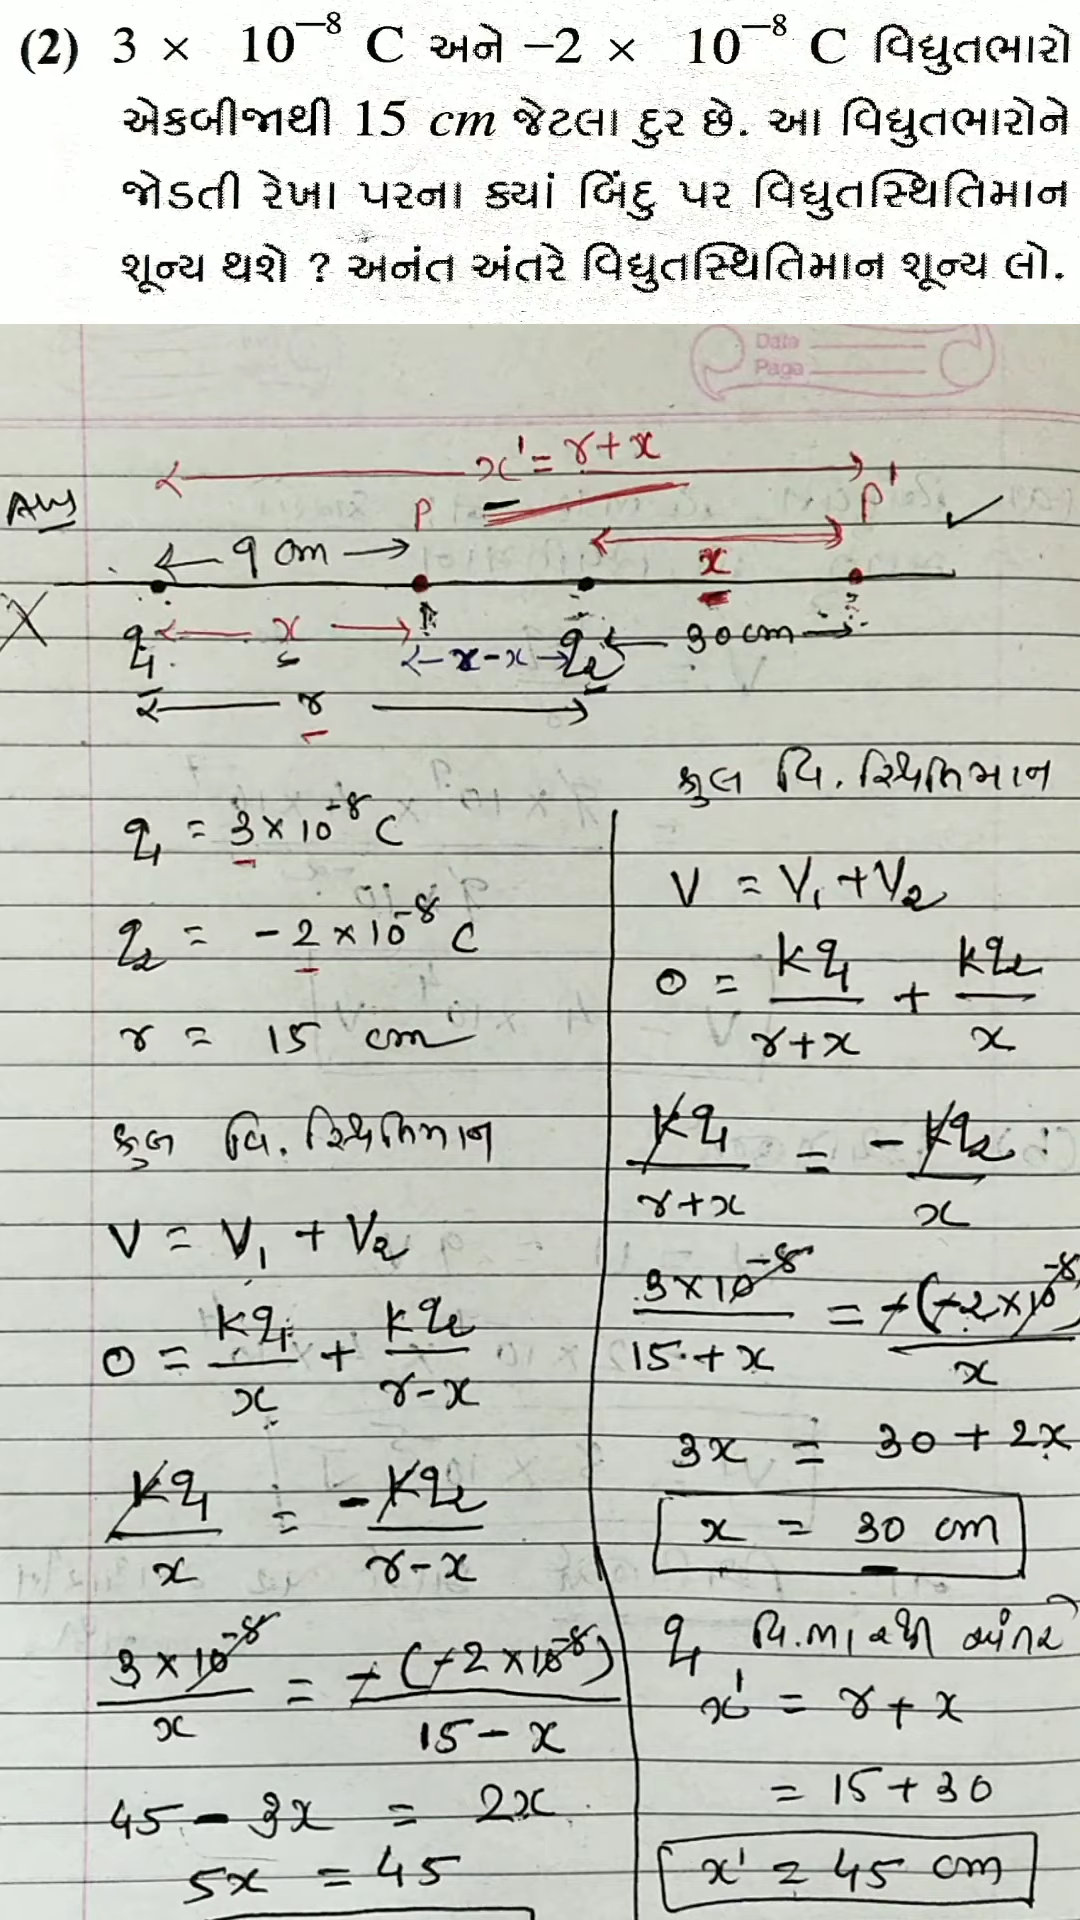 (2) 3 × 10⁻⁸ C અને −2 × 10⁻⁸ C વિદ્યુતભારો
એકબીજાથી 15 cm જેટલા દુર છે. આ વિદ્યુતભારોને
જોડતી રેખા પરના ક્યાં બિંદુ પર વિદ્યુતસ્થિતિમાન
શૂન્ય થશે ? અનંત અંતરે વિદ્યુતસ્થિતિમાન શૂન્ય લો.
Date
Page
x' = r+x
Ans
P
P'
9 cm
x
q₁
x
r-x
q₂
30 cm
r
q₁ = 3×10⁻⁸ C
q₂ = -2×10⁻⁸ C
r = 15 cm
કુલ વિ. સ્થિતિમાન
V = V₁ + V₂
0 = kq₁/x + kq₂/r-x
kq₁/x = -kq₂/r-x
3×10⁻⁸/x = -(-2×10⁻⁸)/15-x
45 - 3x = 2x
5x = 45
કુલ વિ. સ્થિતિમાન
V = V₁ + V₂
0 = kq₁/r+x + kq₂/x
kq₁/r+x = -kq₂/x
3×10⁻⁸/15+x = -(-2×10⁻⁸)/x
3x = 30 + 2x
x = 30 cm
q₁ વિ.ભારથી અંતરે
x' = r + x
= 15 + 30
x' = 45 cm